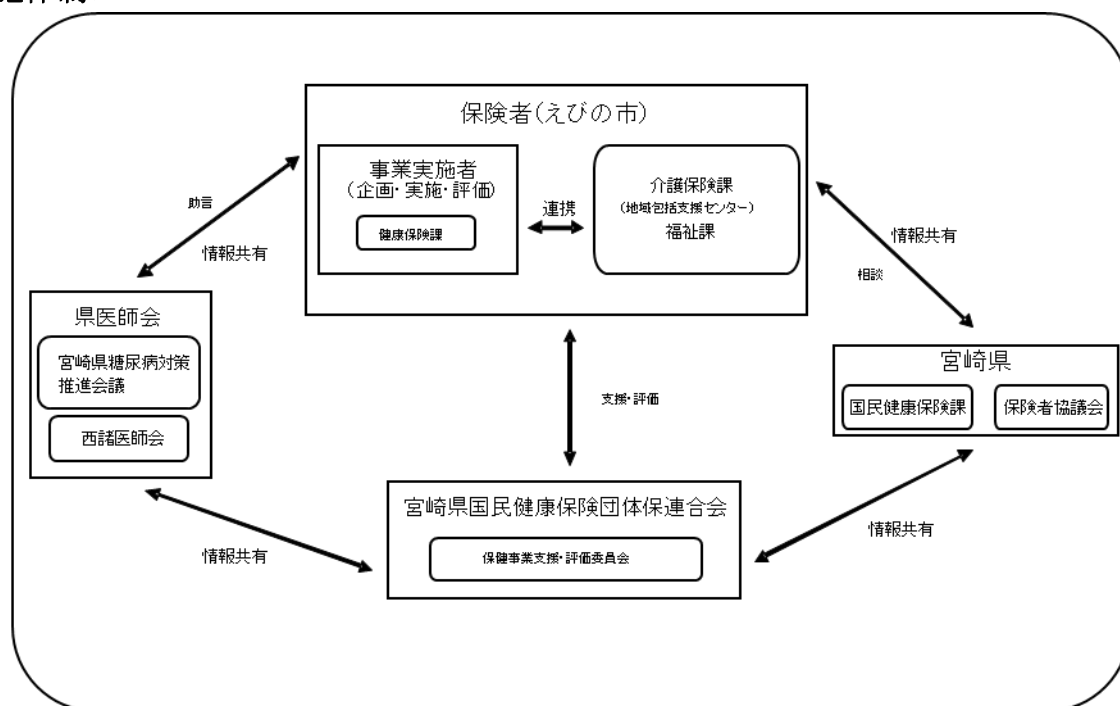 保険者(えびの市)
事業実施者
(企画・実施・評価)
健康保険課
連携
介護保険課
(地域包括支援センター)
福祉課
助言
情報共有
情報共有
相談
県医師会
宮崎県糖尿病対策
推進会議
西諸医師会
支援・評価
宮崎県
国民健康保険課
保険者協議会
宮崎県国民健康保険団体保連合会
保健事業支援・評価委員会
情報共有
情報共有